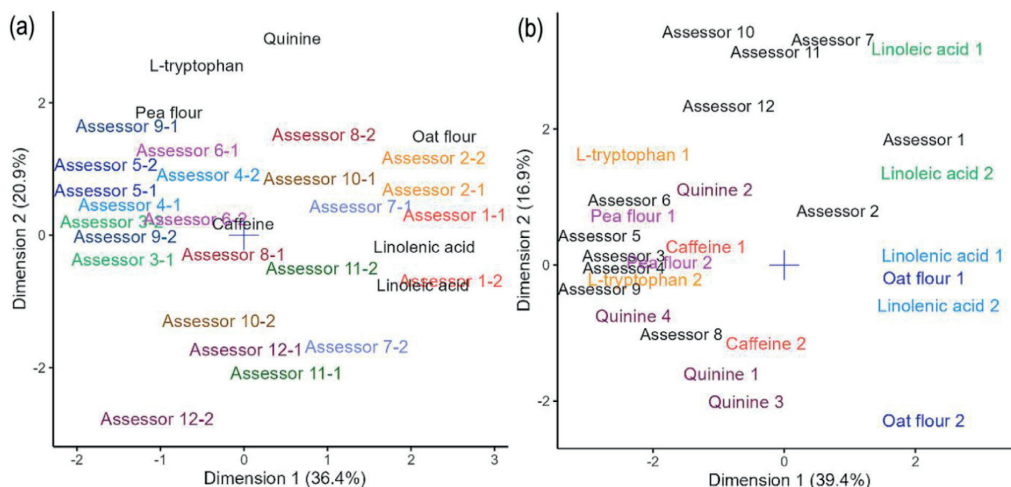 (a)
Quinine
L-tryptophan
Pea flour
Assessor 9-1
Assessor 8-2
Oat flour
Assessor 6-1
Assessor 2-2
Assessor 5-2
Assessor 4-2
Assessor 10-1
Assessor 5-1
Assessor 2-1
Assessor 4-1
Assessor 7-1
Assessor 3-2
Assessor 6-2
Assessor 1-1
Caffeine
Assessor 9-2
Linolenic acid
Assessor 8-1
Assessor 3-1
Assessor 11-2
Assessor 1-2
Linoleic acid
Assessor 10-2
Assessor 12-1
Assessor 7-2
Assessor 11-1
Assessor 12-2
2
0
-2
Dimension 2 (20.9%)
-2
-1
0
1
2
3
Dimension 1 (36.4%)
(b)
Assessor 10
Assessor 7
Assessor 11
Linoleic acid 1
Assessor 12
Assessor 1
L-tryptophan 1
Linoleic acid 2
Quinine 2
Assessor 6
Pea flour 1
Assessor 2
Assessor 5
Caffeine 1
Assessor 3
Linolenic acid 1
Assessor 4
Pea flour 2
L-tryptophan 2
Oat flour 1
Assessor 9
Linolenic acid 2
Quinine 4
Assessor 8
Caffeine 2
Quinine 1
Quinine 3
Oat flour 2
2
0
-2
Dimension 2 (16.9%)
-2
0
2
Dimension 1 (39.4%)